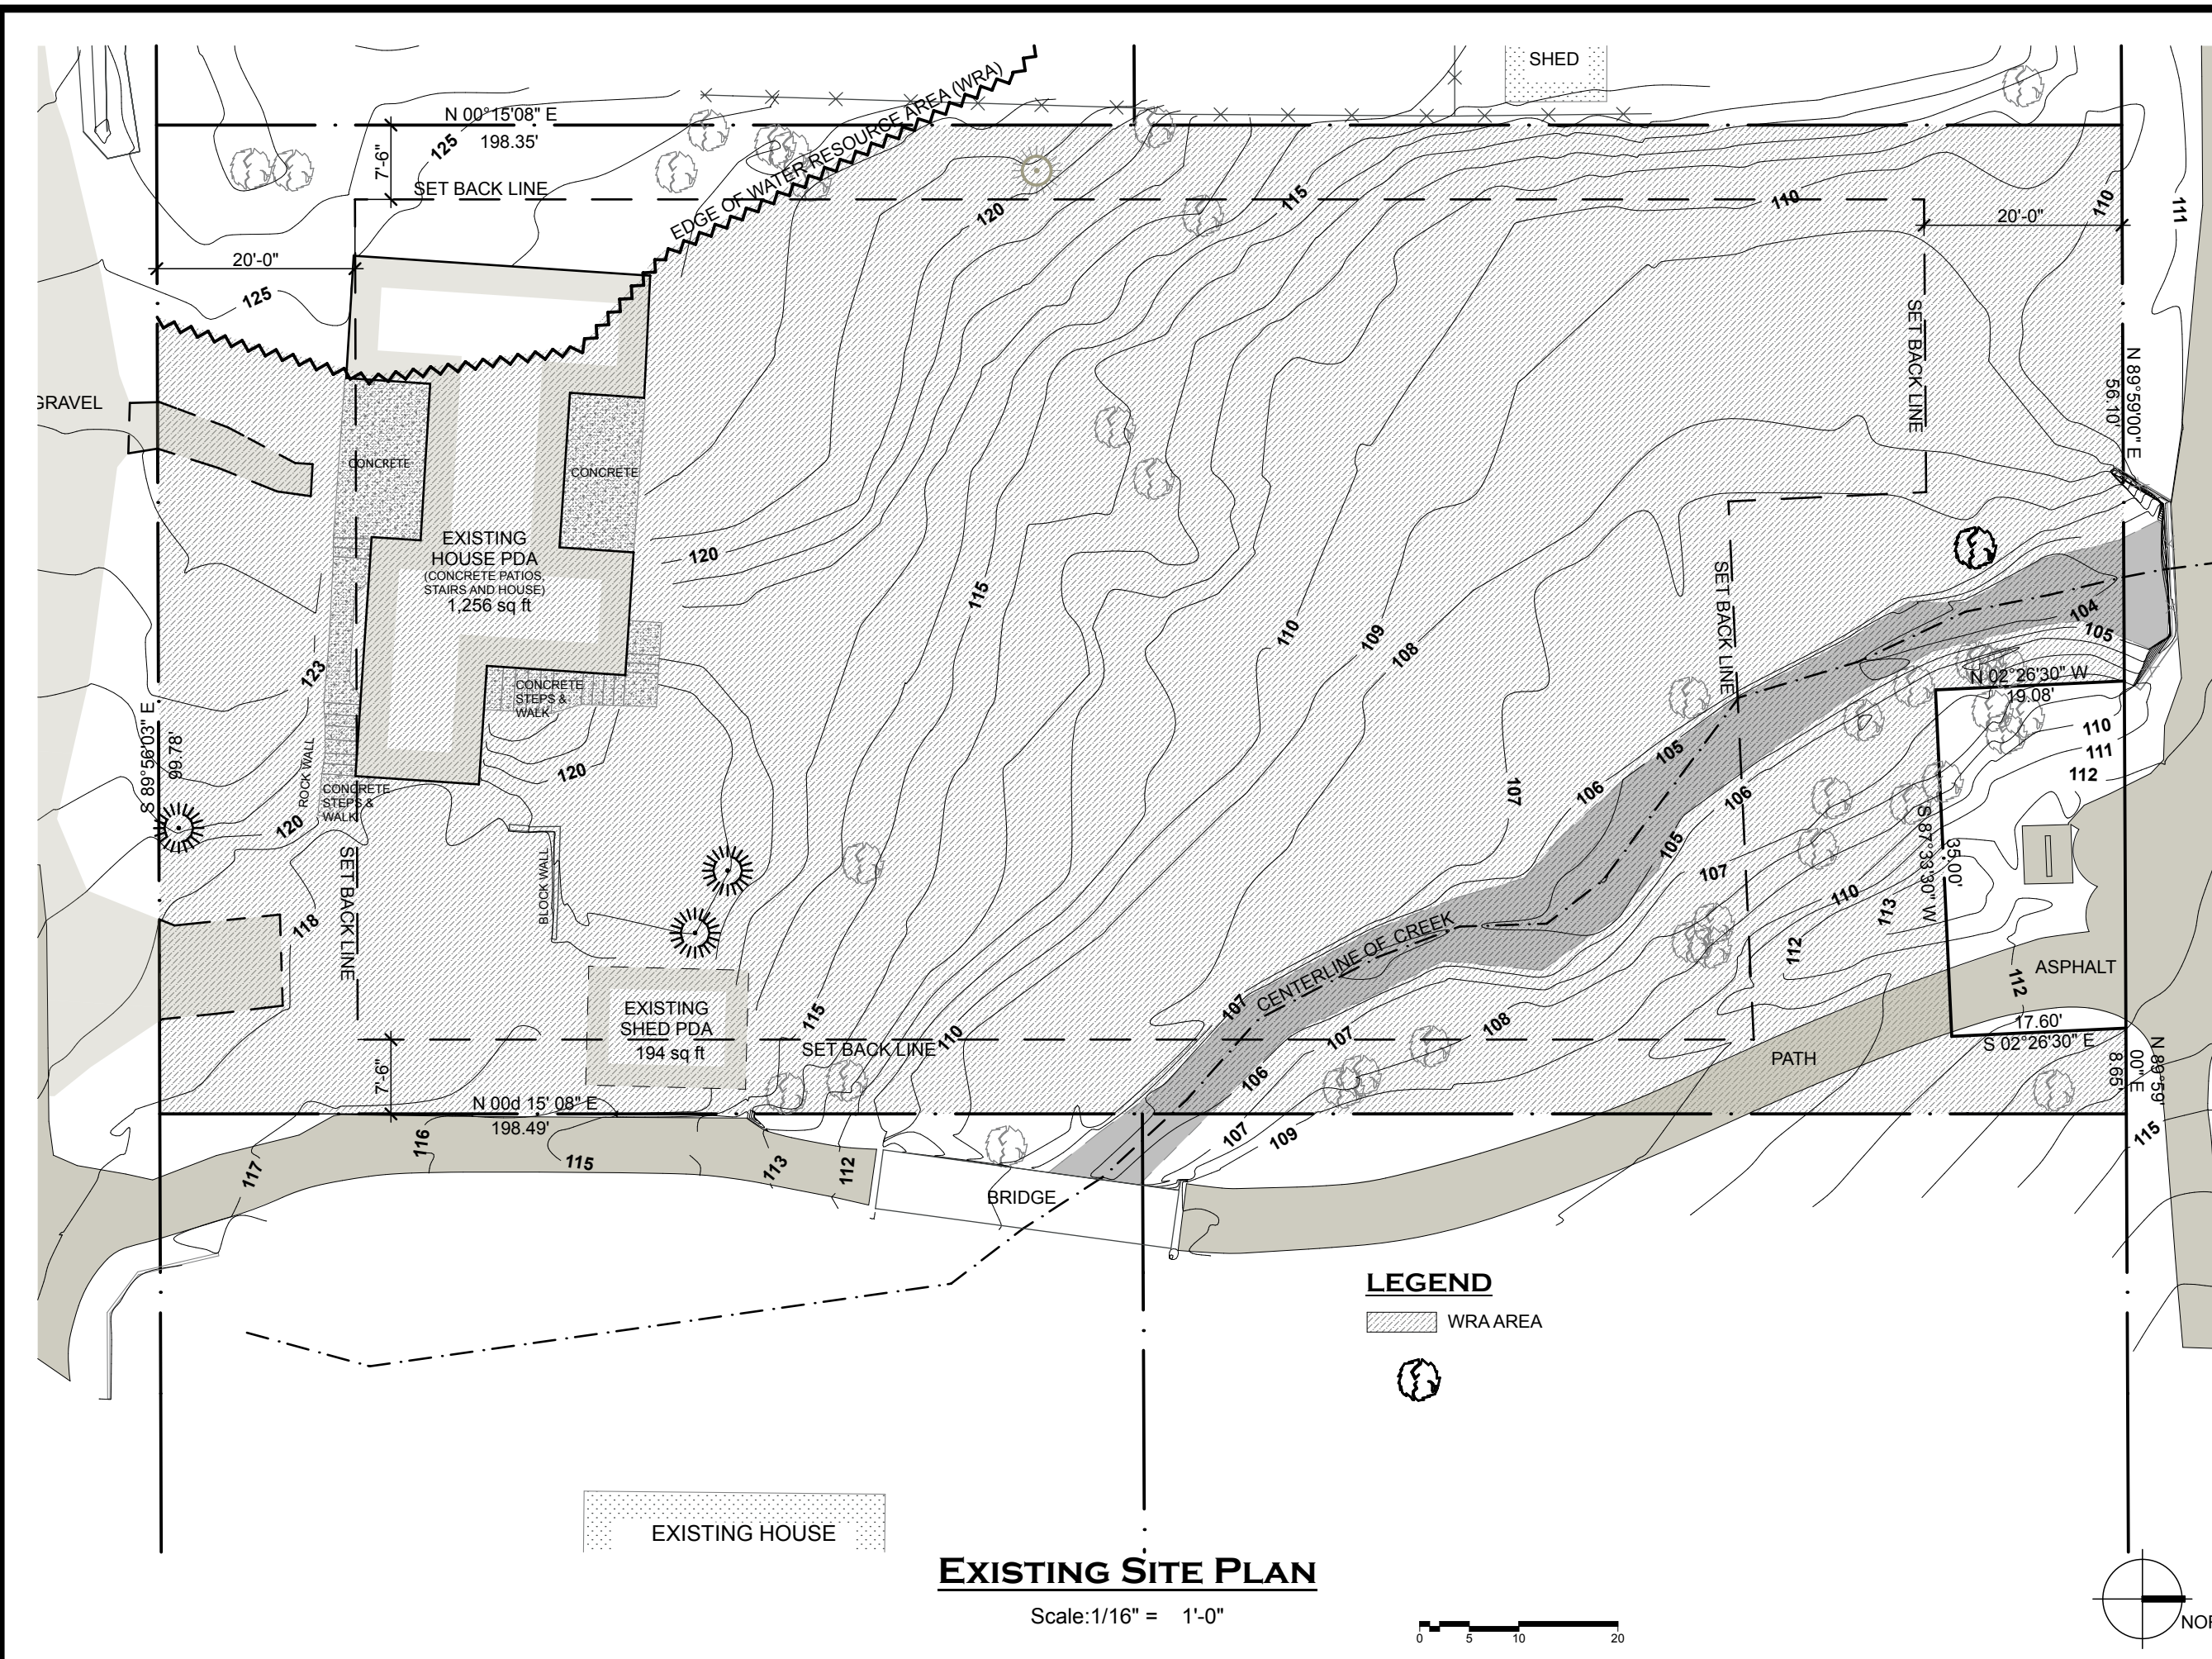 SHED
N 00°15'08" E
198.35'
125
7'-6"
SET BACK LINE
EDGE OF WATER RESOURCE AREA (WRA)
120
115
110
20'-0"
110
111
20'-0"
125
SET BACK LINE
N 89°59'00" E
56.10'
GRAVEL
CONCRETE
CONCRETE
EXISTING
HOUSE PDA
(CONCRETE PATIOS,
STAIRS AND HOUSE)
1,256 sq ft
120
115
110
109
108
SET BACK LINE
104
105
N 02°26'30" W
19.08'
123
CONCRETE
STEPS &
WALK
S 89°56'03" E
99.78'
ROCK WALL
120
CONCRETE
STEPS &
WALK
120
107
106
105
106
105
110
111
112
S 87°33'30" W
35.00'
107
110
113
112
118
SET BACK LINE
BLOCK WALL
CENTERLINE OF CREEK
107
112
ASPHALT
EXISTING
SHED PDA
194 sq ft
115
SET BACK LINE
110
107
108
106
PATH
17.60'
S 02°26'30" E
N 89°59'
00" E
8.65'
7'-6"
N 00d 15' 08" E
198.49'
117
116
115
113
112
107
109
115
BRIDGE
LEGEND
WRA AREA
EXISTING HOUSE
EXISTING SITE PLAN
Scale:1/16" = 1'-0"
0 5 10 20
NOR